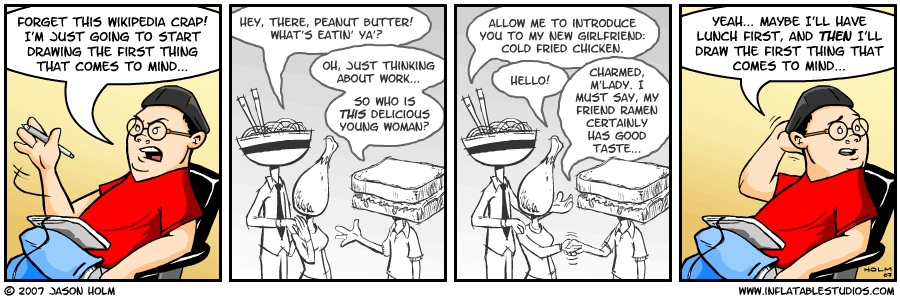 FORGET THIS WIKIPEDIA CRAP!
I'M JUST GOING TO START
DRAWING THE FIRST THING
THAT COMES TO MIND...
HEY, THERE, PEANUT BUTTER!
WHAT'S EATIN' YA'?
OH, JUST THINKING
ABOUT WORK...
SO WHO IS
THIS DELICIOUS
YOUNG WOMAN?
ALLOW ME TO INTRODUCE
YOU TO MY NEW GIRLFRIEND:
COLD FRIED CHICKEN.
HELLO!
CHARMED,
M'LADY. I
MUST SAY, MY
FRIEND RAMEN
CERTAINLY
HAS GOOD
TASTE...
YEAH... MAYBE I'LL HAVE
LUNCH FIRST, AND THEN I'LL
DRAW THE FIRST THING THAT
COMES TO MIND...
HOLM
07
© 2007 JASON HOLM
WWW.INFLATABLESTUDIOS.COM